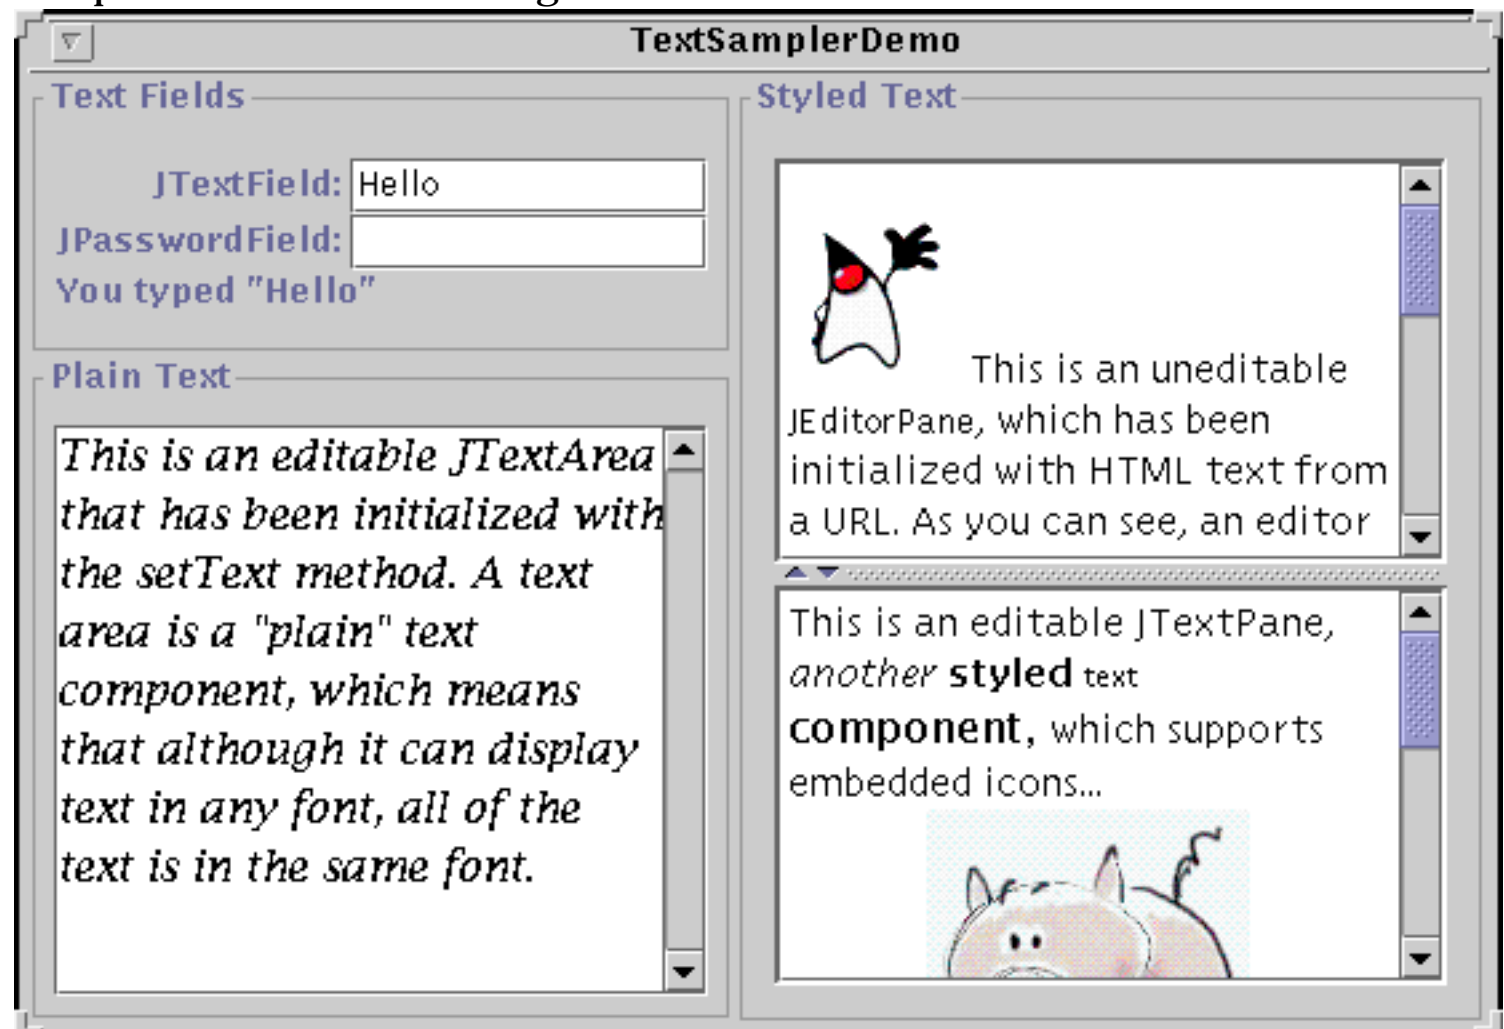 TextSamplerDemo
Text Fields
JTextField: Hello
JPasswordField:
You typed "Hello"
Plain Text
This is an editable JTextArea
that has been initialized with
the setText method. A text
area is a "plain" text
component, which means
that although it can display
text in any font, all of the
text is in the same font.
Styled Text
This is an uneditable
JEditorPane, which has been
initialized with HTML text from
a URL. As you can see, an editor
This is an editable JTextPane,
another styled text
component, which supports
embedded icons...